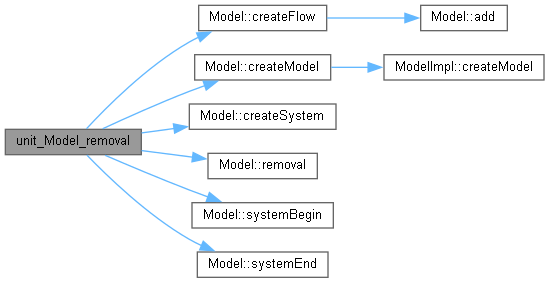 Model::createFlow
Model::add
Model::createModel
ModelImpl::createModel
Model::createSystem
unit_Model_removal
Model::removal
Model::systemBegin
Model::systemEnd